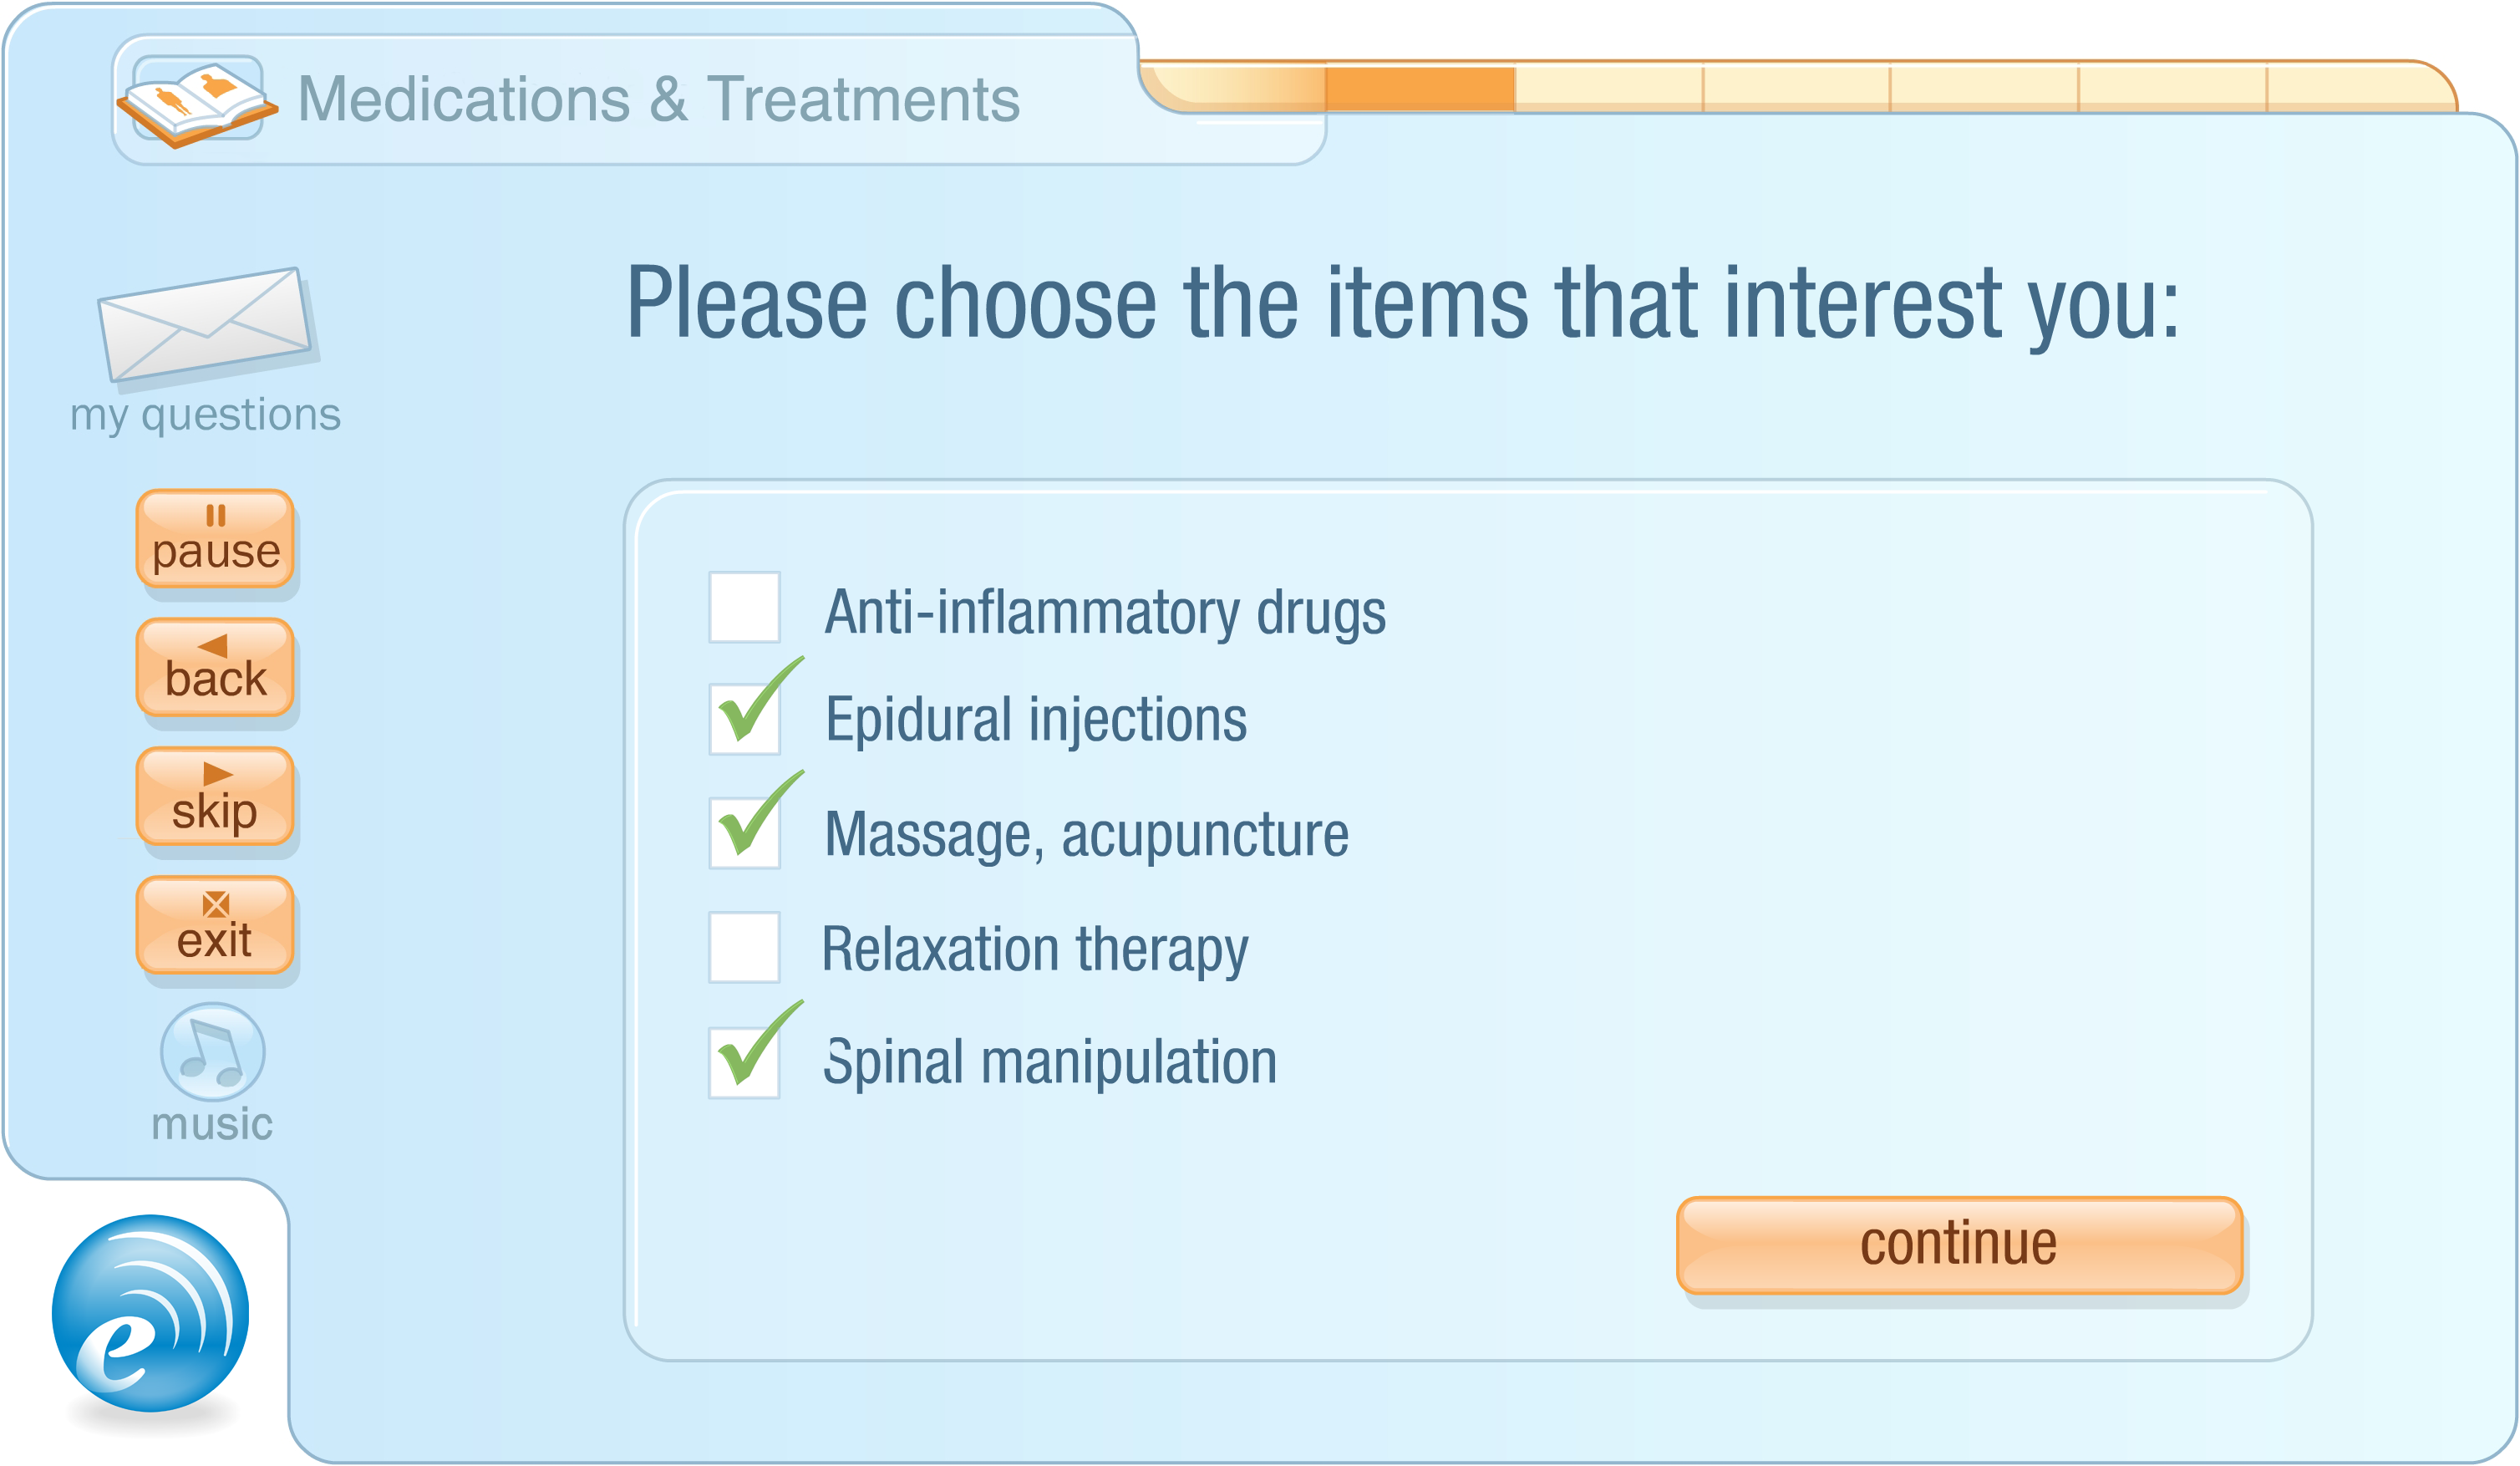 Medications & Treatments
Please choose the items that interest you:
my questions
pause
back
skip
exit
music
Anti-inflammatory drugs
Epidural injections
Massage, acupuncture
Relaxation therapy
Spinal manipulation
continue
e